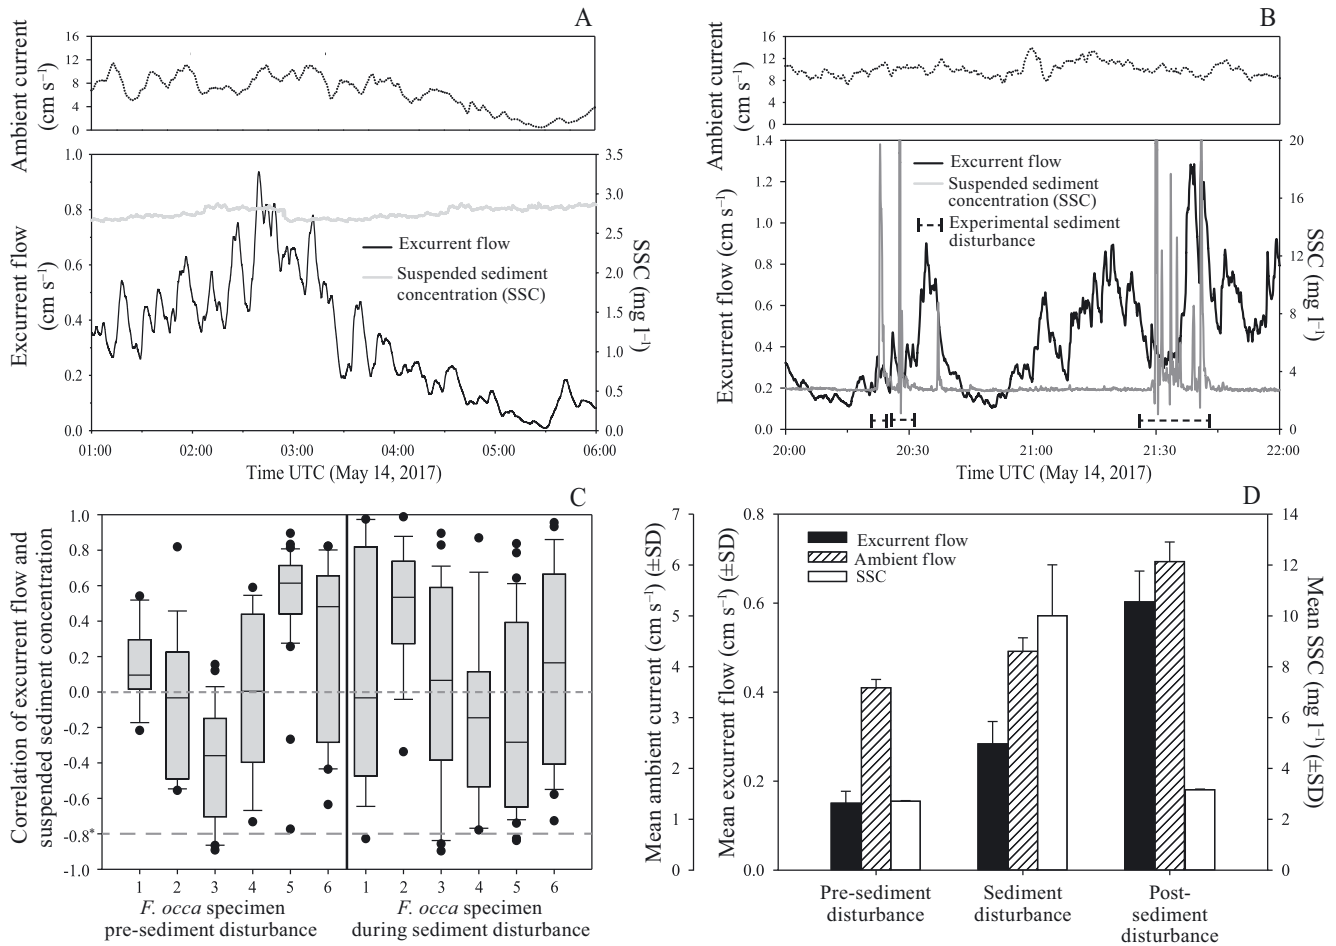 A
Ambient current
(cm s⁻¹)
16
12
8
4
0
Excurrent flow
(cm s⁻¹)
1.0
0.8
0.6
0.4
0.2
0.0
Excurrent flow
Suspended sediment
concentration (SSC)
3.5
3.0
2.5
2.0
1.5
1.0
0.5
0.0
SSC (mg l⁻¹)
01:00 02:00 03:00 04:00 05:00 06:00
Time UTC (May 14, 2017)
B
Ambient current
(cm s⁻¹)
16
12
8
4
0
Excurrent flow (cm s⁻¹)
1.4
1.2
1.0
0.8
0.6
0.4
0.2
0.0
Excurrent flow
Suspended sediment
concentration (SSC)
Experimental sediment
disturbance
20
16
12
8
4
0
SSC (mg l⁻¹)
20:00 20:30 21:00 21:30 22:00
Time UTC (May 14, 2017)
C
Correlation of excurrent flow and
suspended sediment concentration
1.0
0.8
0.6
0.4
0.2
0.0
-0.2
-0.4
-0.6
-0.8*
-1.0
1 2 3 4 5 6 1 2 3 4 5 6
F. occa specimen
pre-sediment disturbance
F. occa specimen
during sediment disturbance
D
Mean ambient current (cm s⁻¹) (±SD)
7
6
5
4
3
2
1
0
Mean excurrent flow (cm s⁻¹) (±SD)
0.8
0.6
0.4
0.2
0.0
Excurrent flow
Ambient flow
SSC
14
12
10
8
6
4
2
0
Mean SSC (mg l⁻¹) (±SD)
Pre-sediment
disturbance
Sediment
disturbance
Post-
sediment
disturbance